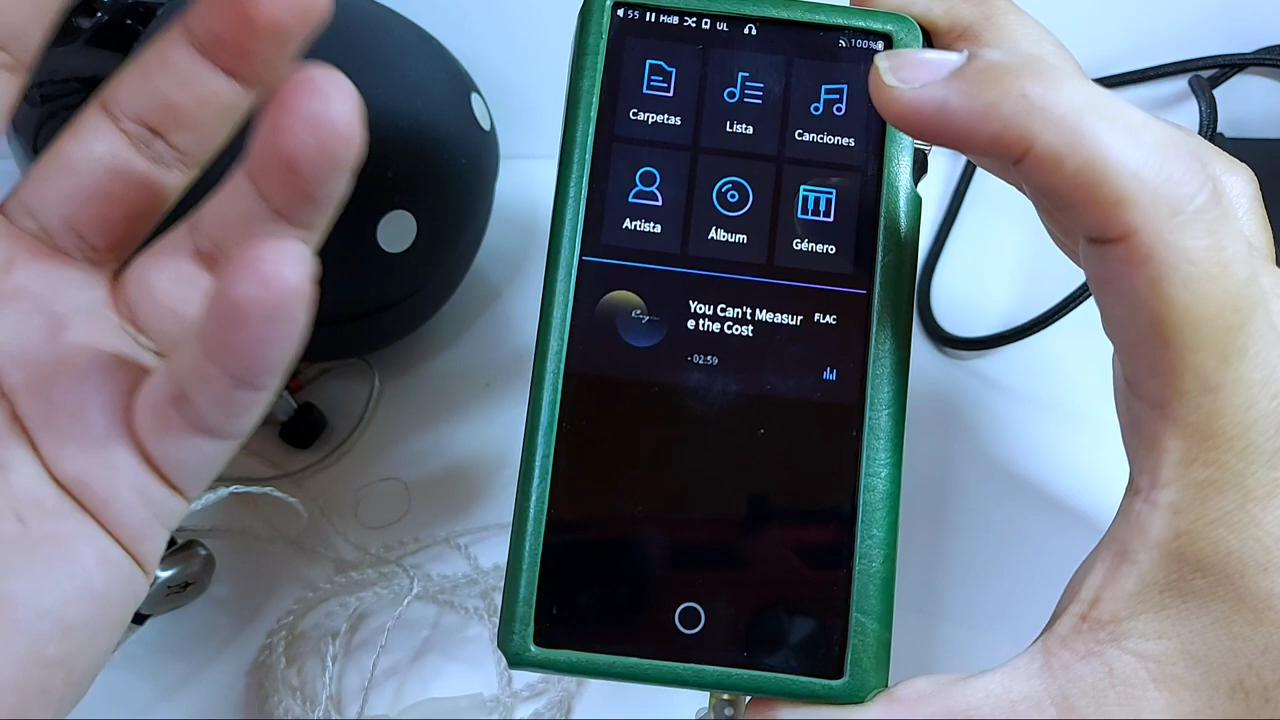 55 HdB UL
100%
Carpetas Lista Canciones
Artista Álbum Género
You Can't Measur
e the Cost
FLAC
- 02:59